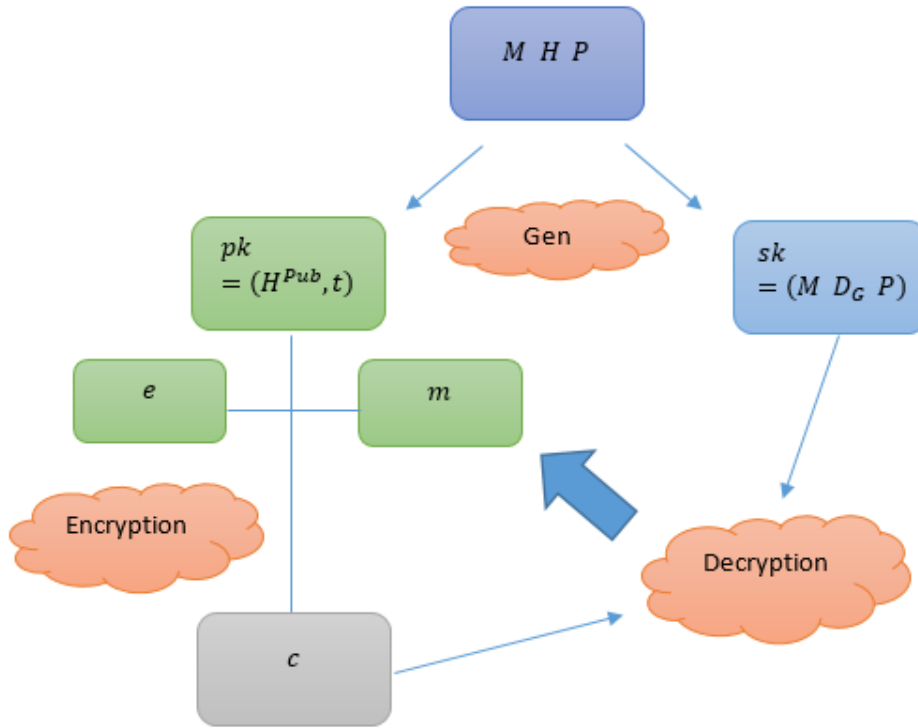 M H P
Gen
pk
= (H^{Pub}, t)
sk
= (M D_G P)
e
m
Encryption
Decryption
c